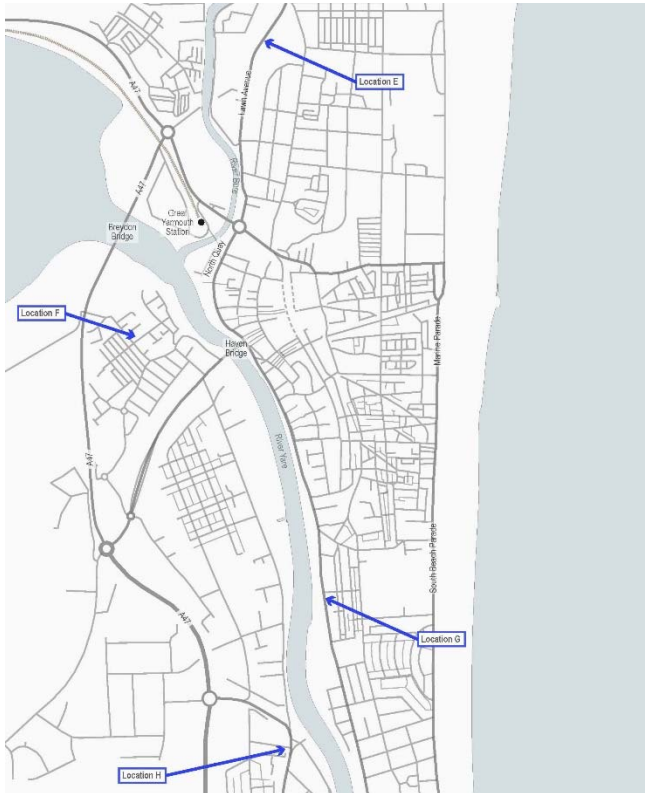 Location E
A47
Lawn Avenue
River Bure
A47
Great
Yarmouth
Station
Breydon
Bridge
North Quay
Location F
Haven
Bridge
Marine Parade
River Yare
A47
South Beach Parade
A47
Location G
Location H